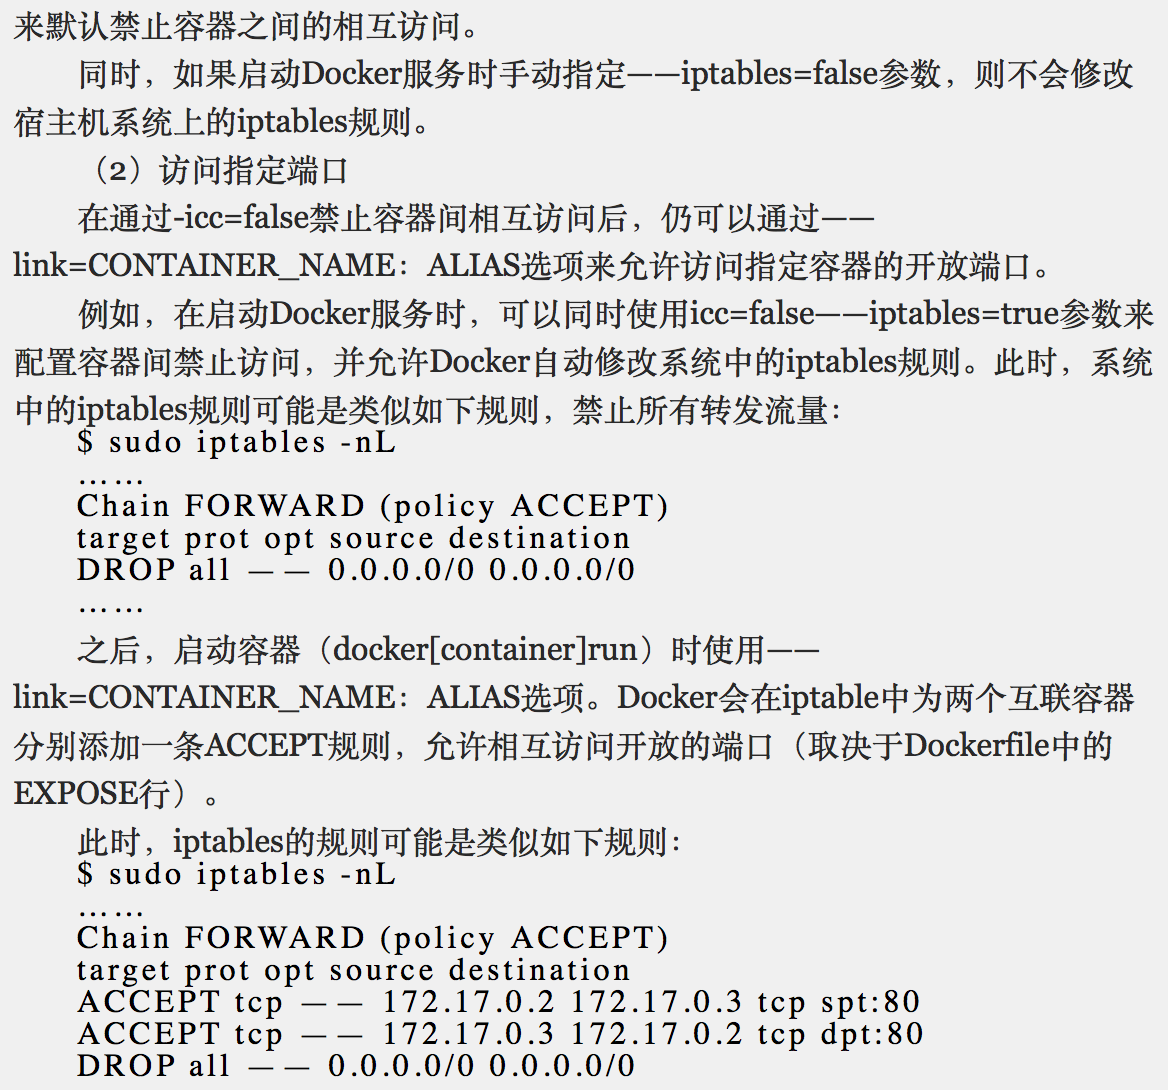 来默认禁止容器之间的相互访问。
同时，如果启动Docker服务时手动指定——iptables=false参数，则不会修改
宿主机系统上的iptables规则。
（2）访问指定端口
在通过-icc=false禁止容器间相互访问后，仍可以通过——
link=CONTAINER_NAME：ALIAS选项来允许访问指定容器的开放端口。
例如，在启动Docker服务时，可以同时使用icc=false——iptables=true参数来
配置容器间禁止访问，并允许Docker自动修改系统中的iptables规则。此时，系统
中的iptables规则可能是类似如下规则，禁止所有转发流量：
$ sudo iptables -nL
……
Chain FORWARD (policy ACCEPT)
target prot opt source destination
DROP all —— 0.0.0.0/0 0.0.0.0/0
……
之后，启动容器（docker[container]run）时使用——
link=CONTAINER_NAME：ALIAS选项。Docker会在iptable中为两个互联容器
分别添加一条ACCEPT规则，允许相互访问开放的端口（取决于Dockerfile中的
EXPOSE行）。
此时，iptables的规则可能是类似如下规则：
$ sudo iptables -nL
……
Chain FORWARD (policy ACCEPT)
target prot opt source destination
ACCEPT tcp —— 172.17.0.2 172.17.0.3 tcp spt:80
ACCEPT tcp —— 172.17.0.3 172.17.0.2 tcp dpt:80
DROP all —— 0.0.0.0/0 0.0.0.0/0